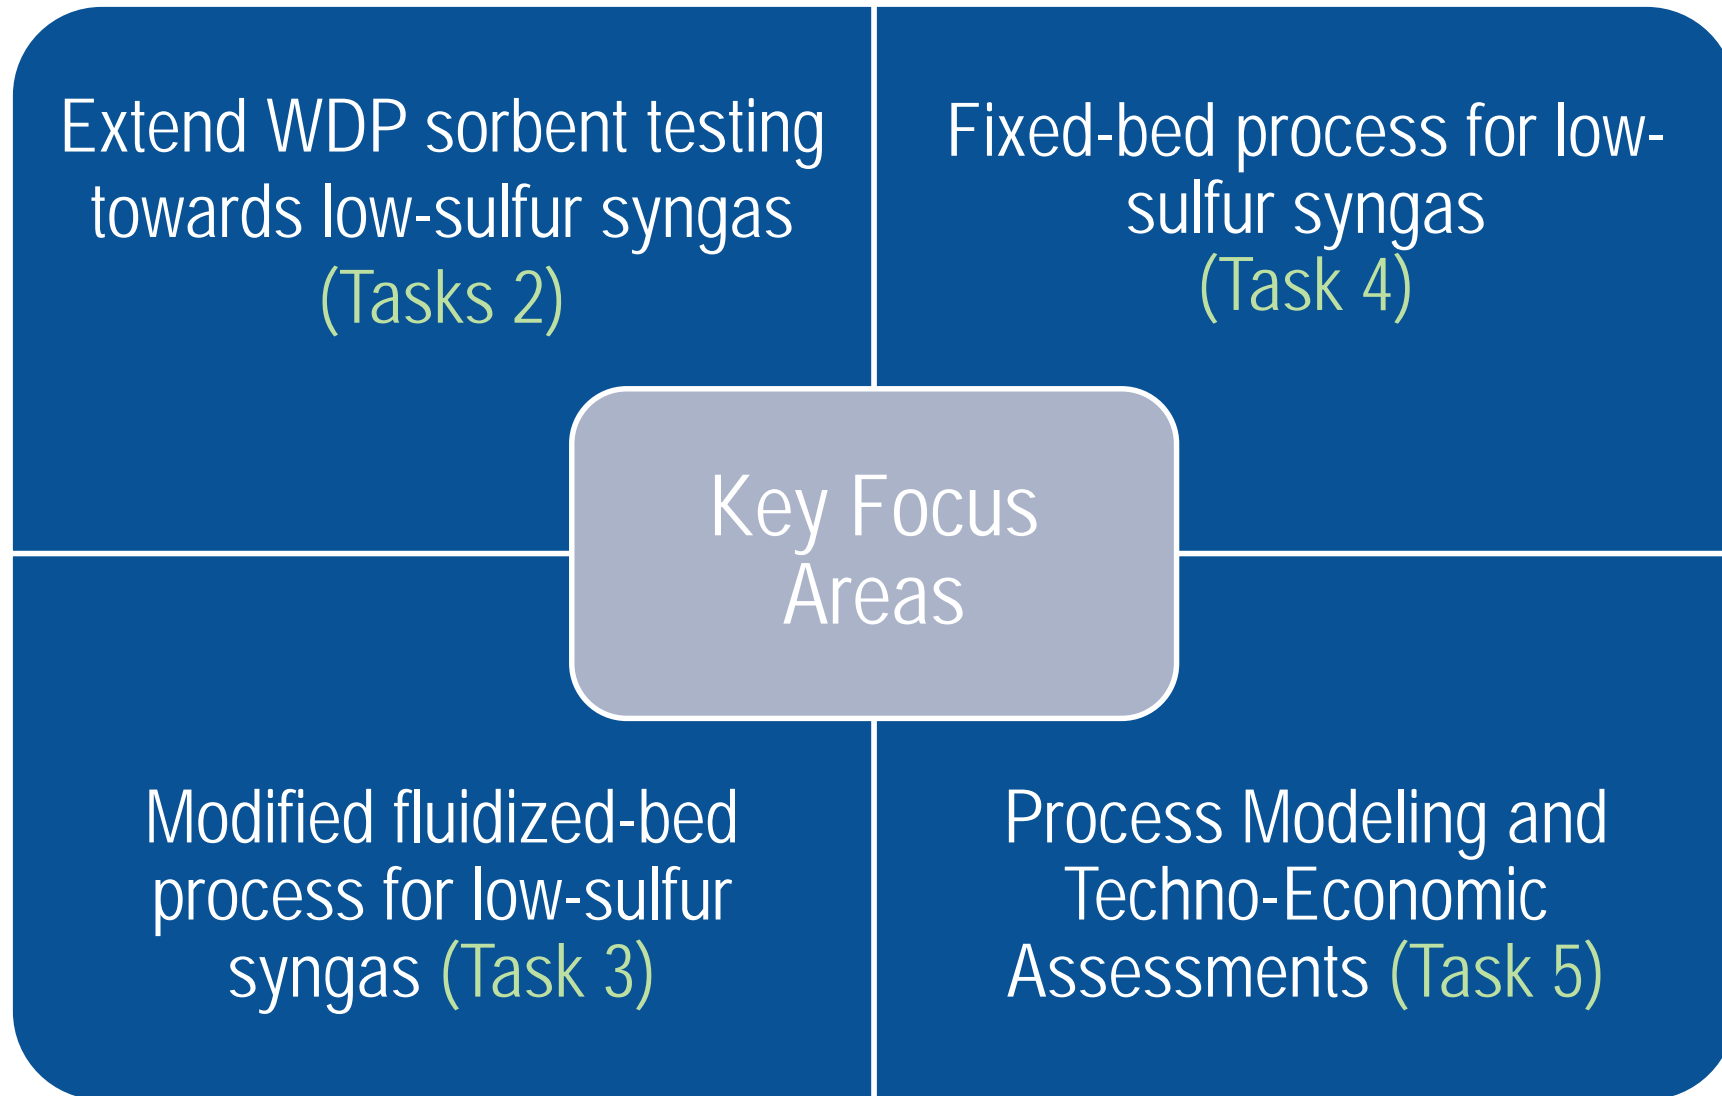 Extend WDP sorbent testing
towards low-sulfur syngas
(Tasks 2)
Fixed-bed process for low-
sulfur syngas
(Task 4)
Key Focus
Areas
Modified fluidized-bed
process for low-sulfur
syngas (Task 3)
Process Modeling and
Techno-Economic
Assessments (Task 5)